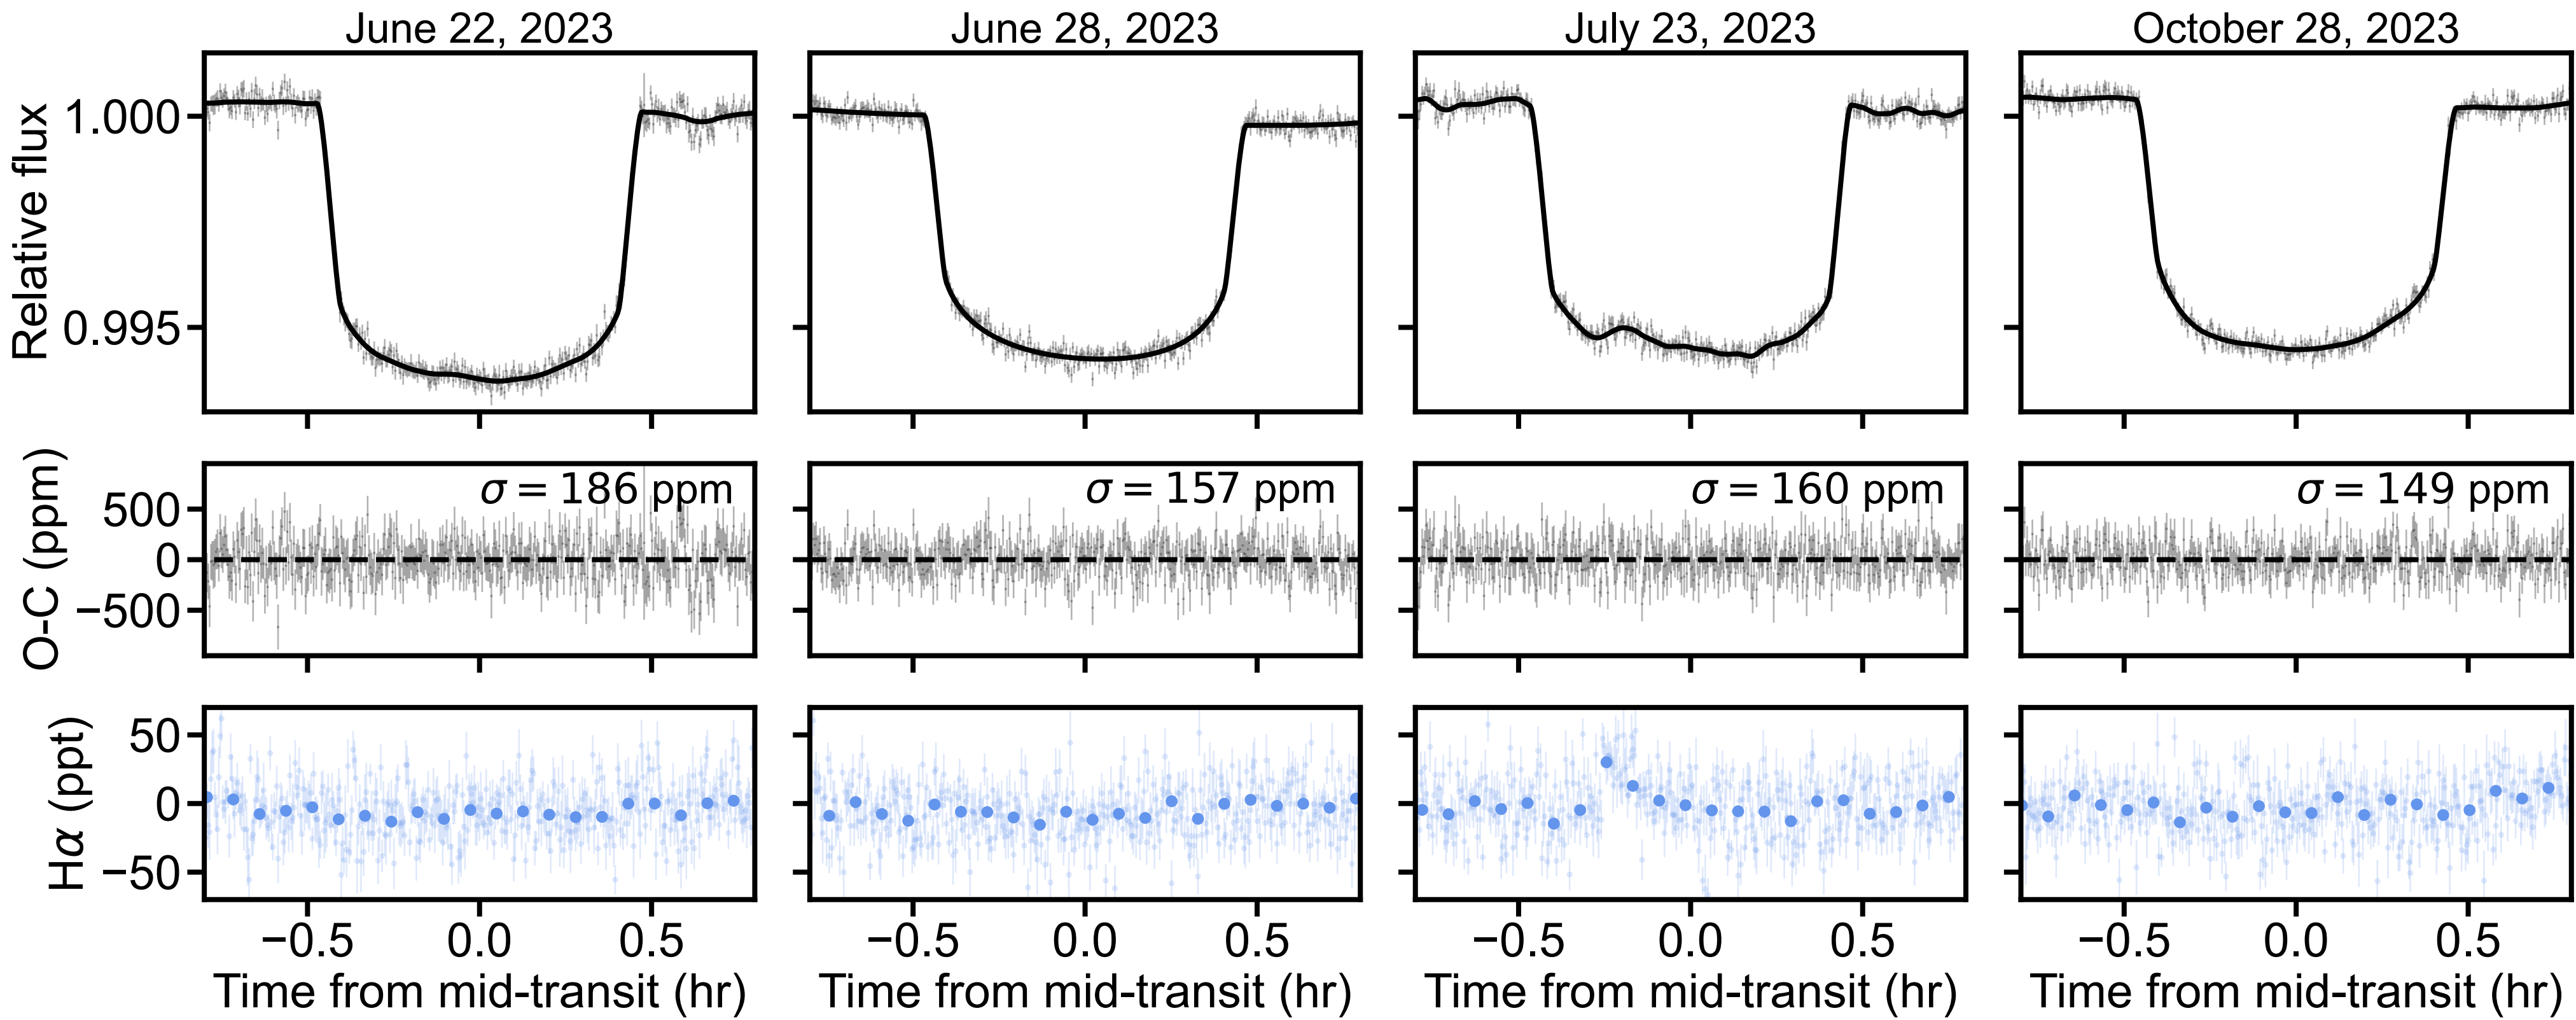 June 22, 2023
June 28, 2023
July 23, 2023
October 28, 2023
Relative flux
1.000
0.995
O-C (ppm)
500
0
−500
σ = 186 ppm
σ = 157 ppm
σ = 160 ppm
σ = 149 ppm
Hα (ppt)
50
0
−50
−0.5 0.0 0.5
−0.5 0.0 0.5
−0.5 0.0 0.5
−0.5 0.0 0.5
Time from mid-transit (hr)
Time from mid-transit (hr)
Time from mid-transit (hr)
Time from mid-transit (hr)